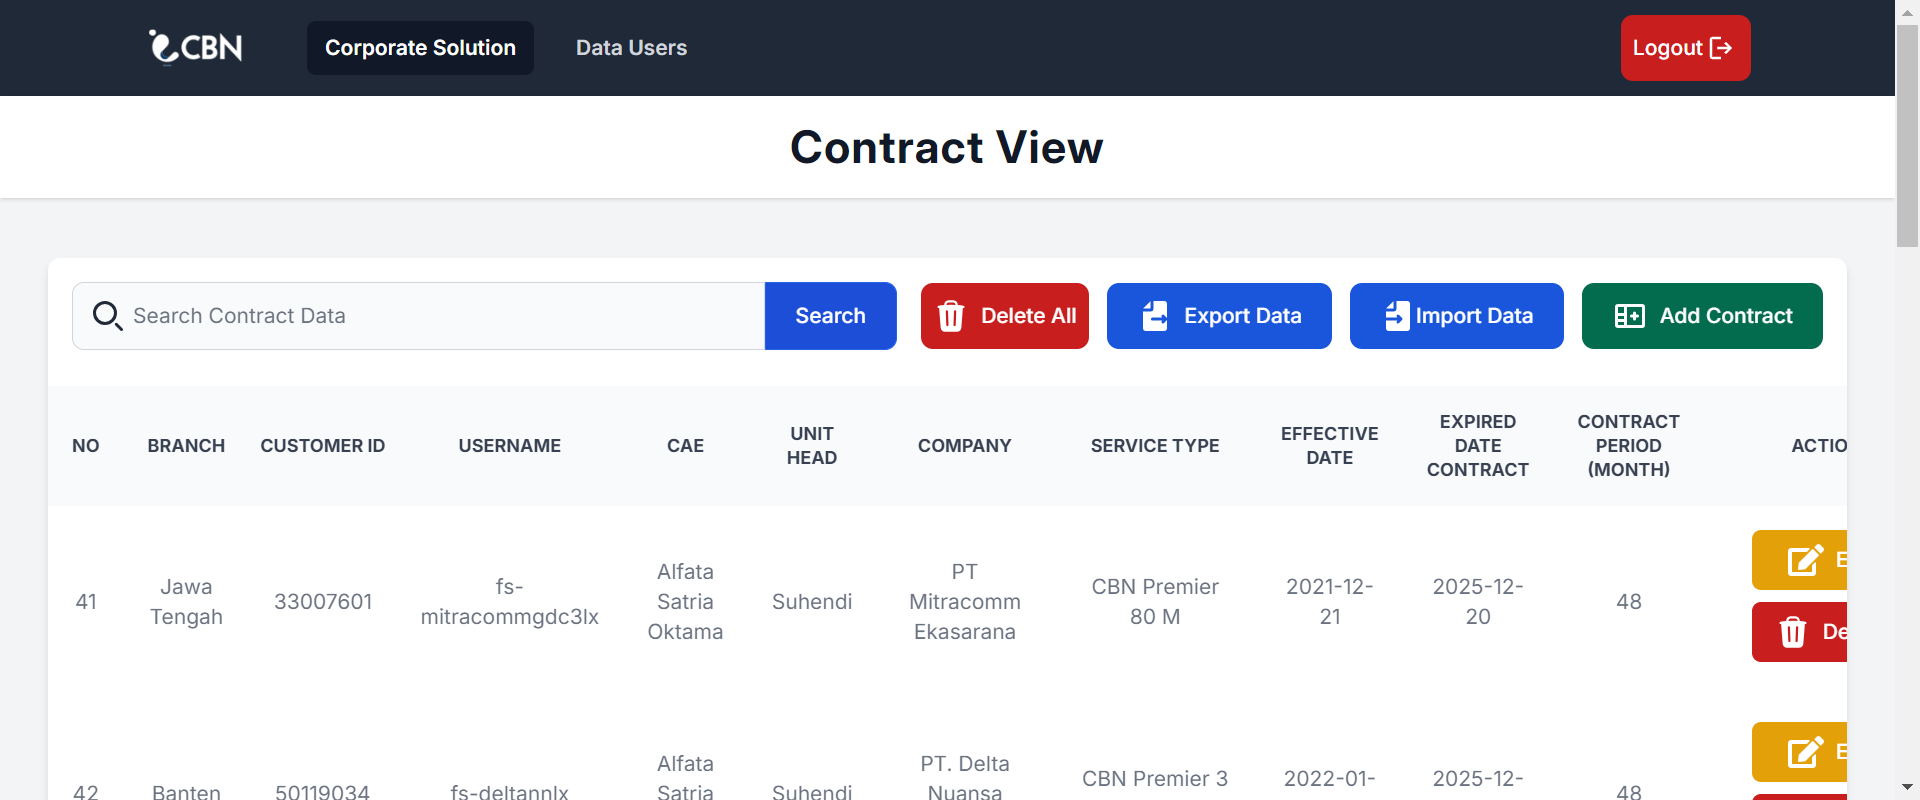 CBN
Corporate Solution
Data Users
Logout
Contract View
Search Contract Data
Search
Delete All
Export Data
Import Data
Add Contract
NO
BRANCH
CUSTOMER ID
USERNAME
CAE
UNIT
HEAD
COMPANY
SERVICE TYPE
EFFECTIVE
DATE
EXPIRED
DATE
CONTRACT
CONTRACT
PERIOD
(MONTH)
ACTIO
41
Jawa
Tengah
33007601
fs-
mitracommgdc3lx
Alfata
Satria
Oktama
Suhendi
PT
Mitracomm
Ekasarana
CBN Premier
80 M
2021-12-
21
2025-12-
20
48
E
De
42
Banten
50119034
fs-deltannlx
Alfata
Satria
Suhendi
PT. Delta
Nuansa
CBN Premier 3
2022-01-
2025-12-
48
E